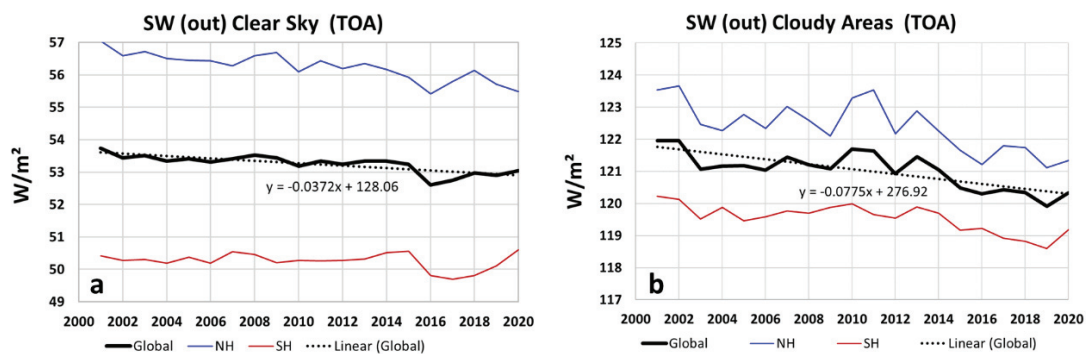 SW (out) Clear Sky (TOA)
57
56
55
54
53
52
51
50
49
W/m²
y = -0.0372x + 128.06
a
2000 2002 2004 2006 2008 2010 2012 2014 2016 2018 2020
Global NH SH Linear (Global)
SW (out) Cloudy Areas (TOA)
125
124
123
122
121
120
119
118
117
W/m²
y = -0.0775x + 276.92
b
2000 2002 2004 2006 2008 2010 2012 2014 2016 2018 2020
Global NH SH Linear (Global)